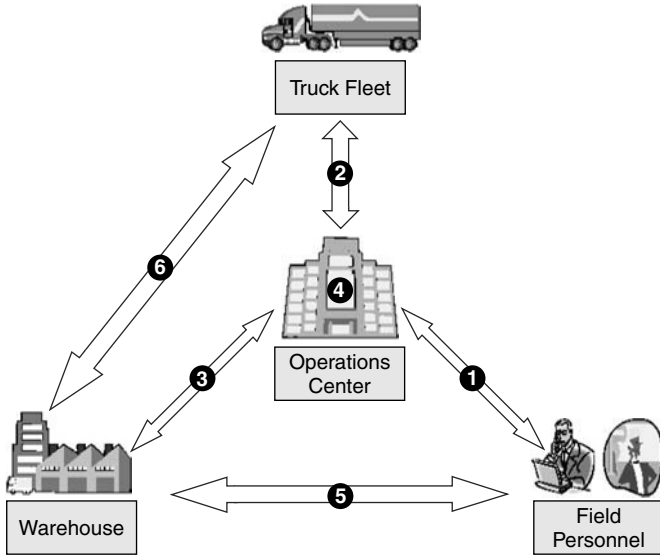 Truck Fleet
2
6
4
Operations
Center
3
1
5
Warehouse
Field
Personnel